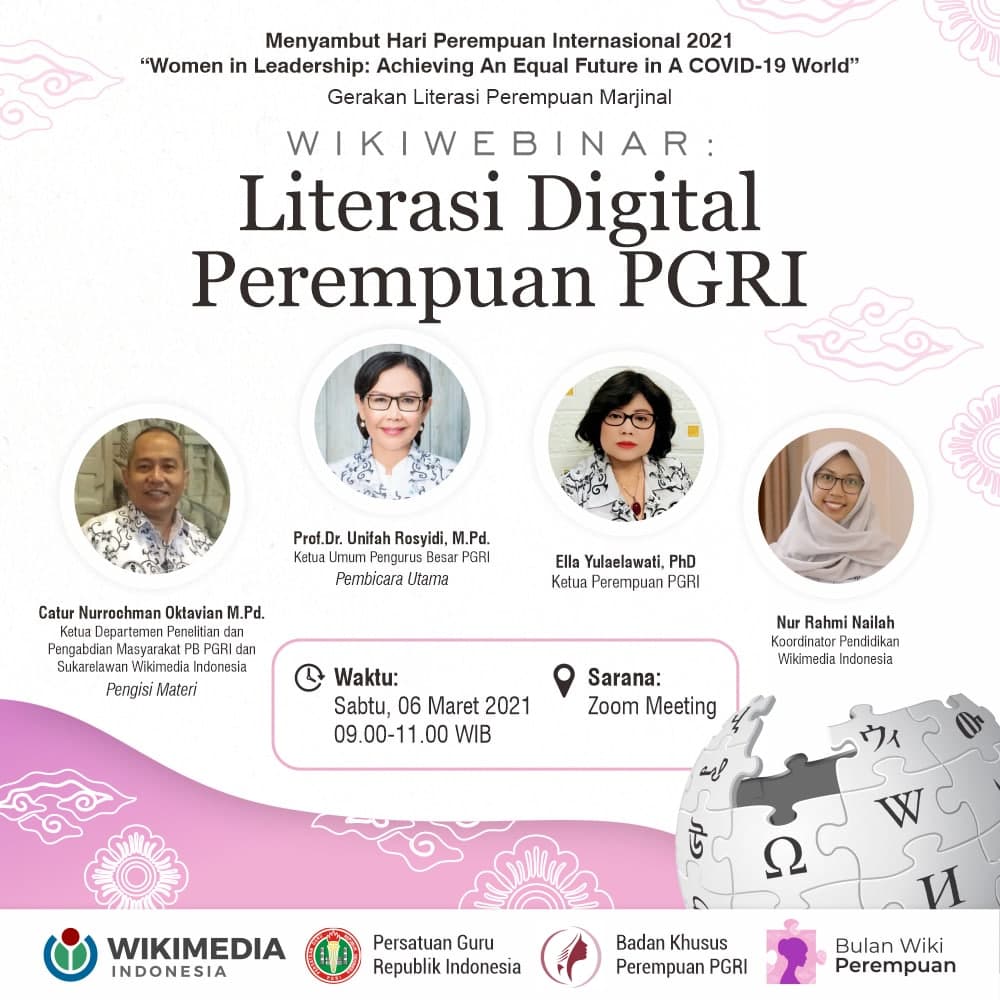 Menyambut Hari Perempuan Internasional 2021
“Women in Leadership: Achieving An Equal Future in A COVID-19 World”
Gerakan Literasi Perempuan Marjinal
WIKIWEBINAR:
Literasi Digital
Perempuan PGRI
Catur Nurrochman Oktavian M.Pd.
Ketua Departemen Penelitian dan
Pengabdian Masyarakat PB PGRI dan
Sukarelawan Wikimedia Indonesia
Pengisi Materi
Prof.Dr. Unifah Rosyidi, M.Pd.
Ketua Umum Pengurus Besar PGRI
Pembicara Utama
Ella Yulaelawati, PhD
Ketua Perempuan PGRI
Nur Rahmi Nailah
Koordinator Pendidikan
Wikimedia Indonesia
Waktu:
Sabtu, 06 Maret 2021
09.00-11.00 WIB
Sarana:
Zoom Meeting
ウィ
Ω
W
И
WIKIMEDIA
INDONESIA
Persatuan Guru
Republik Indonesia
Badan Khusus
Perempuan PGRI
Bulan Wiki
Perempuan